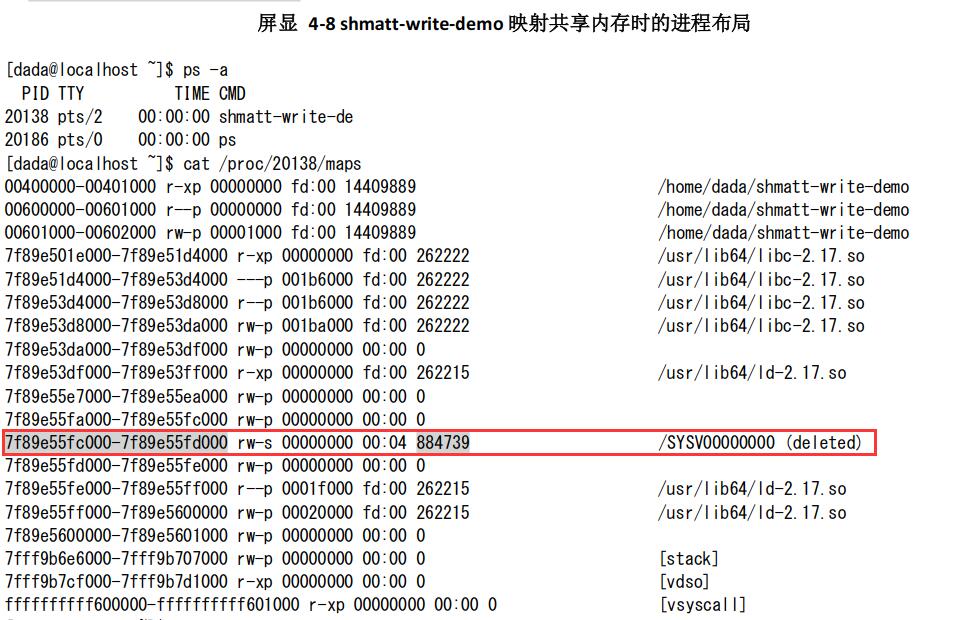 屏显 4-8 shmatt-write-demo 映射共享内存时的进程布局
[dada@localhost ~]$ ps -a
PID TTY TIME CMD
20138 pts/2 00:00:00 shmatt-write-de
20186 pts/0 00:00:00 ps
[dada@localhost ~]$ cat /proc/20138/maps
00400000-00401000 r-xp 00000000 fd:00 14409889 /home/dada/shmatt-write-demo
00600000-00601000 r--p 00000000 fd:00 14409889 /home/dada/shmatt-write-demo
00601000-00602000 rw-p 00001000 fd:00 14409889 /home/dada/shmatt-write-demo
7f89e501e000-7f89e51d4000 r-xp 00000000 fd:00 262222 /usr/lib64/libc-2.17.so
7f89e51d4000-7f89e53d4000 ---p 001b6000 fd:00 262222 /usr/lib64/libc-2.17.so
7f89e53d4000-7f89e53d8000 r--p 001b6000 fd:00 262222 /usr/lib64/libc-2.17.so
7f89e53d8000-7f89e53da000 rw-p 001ba000 fd:00 262222 /usr/lib64/libc-2.17.so
7f89e53da000-7f89e53df000 rw-p 00000000 00:00 0
7f89e53df000-7f89e53ff000 r-xp 00000000 fd:00 262215 /usr/lib64/ld-2.17.so
7f89e55e7000-7f89e55ea000 rw-p 00000000 00:00 0
7f89e55fa000-7f89e55fc000 rw-p 00000000 00:00 0
7f89e55fc000-7f89e55fd000 rw-s 00000000 00:04 884739 /SYSV00000000 (deleted)
7f89e55fd000-7f89e55fe000 rw-p 00000000 00:00 0
7f89e55fe000-7f89e55ff000 r--p 0001f000 fd:00 262215 /usr/lib64/ld-2.17.so
7f89e55ff000-7f89e5600000 rw-p 00020000 fd:00 262215 /usr/lib64/ld-2.17.so
7f89e5600000-7f89e5601000 rw-p 00000000 00:00 0
7fff9b6e6000-7fff9b707000 rw-p 00000000 00:00 0 [stack]
7fff9b7cf000-7fff9b7d1000 r-xp 00000000 00:00 0 [vdso]
ffffffffff600000-ffffffffff601000 r-xp 00000000 00:00 0 [vsyscall]